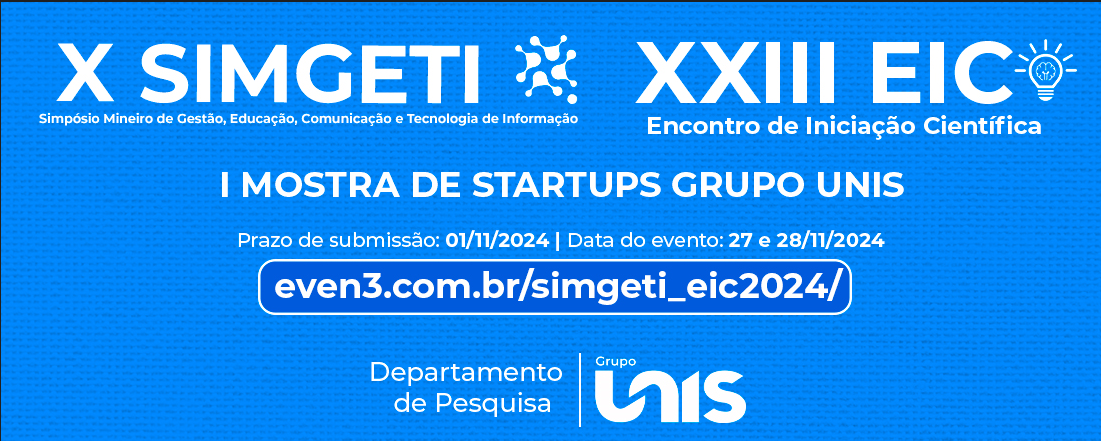 X SIMGETI
Simpósio Mineiro de Gestão, Educação, Comunicação e Tecnologia de Informação
XXIII EIC
Encontro de Iniciação Científica
I MOSTRA DE STARTUPS GRUPO UNIS
Prazo de submissão: 01/11/2024 | Data do evento: 27 e 28/11/2024
even3.com.br/simgeti_eic2024/
Departamento
de Pesquisa
Grupo
UNIS